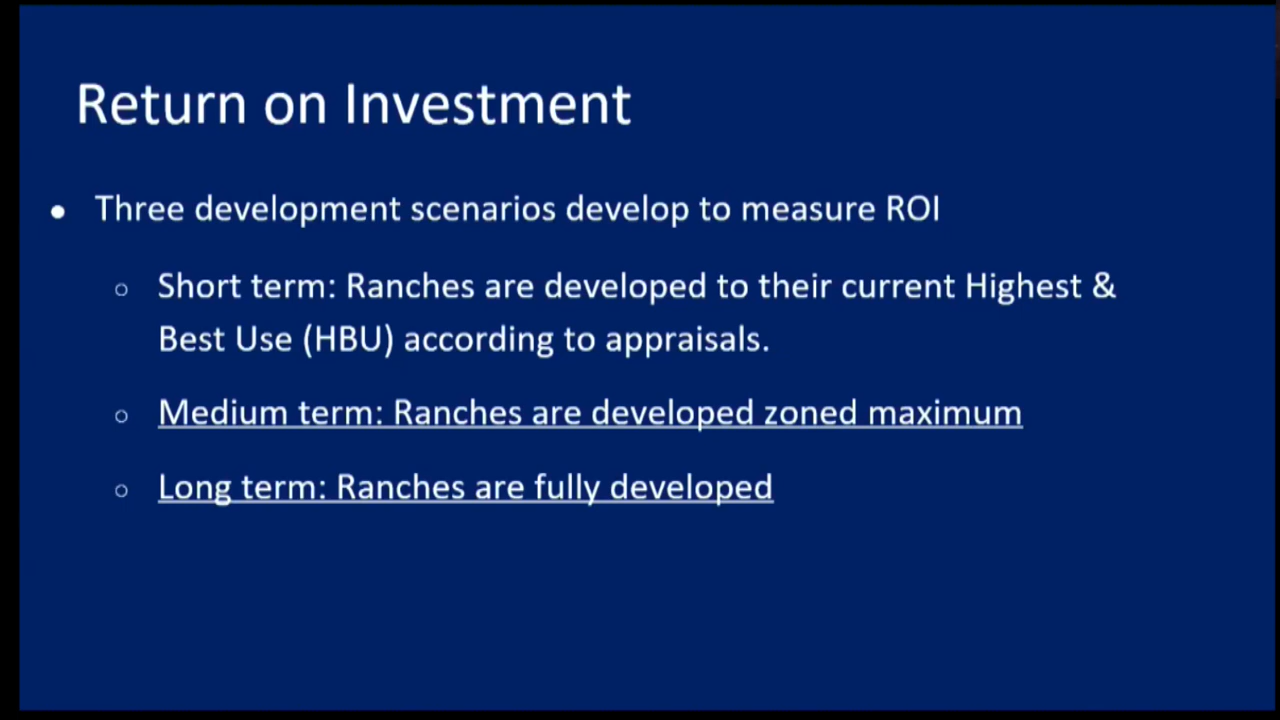 Return on Investment
● Three development scenarios develop to measure ROI
○ Short term: Ranches are developed to their current Highest &
Best Use (HBU) according to appraisals.
○ Medium term: Ranches are developed zoned maximum
○ Long term: Ranches are fully developed